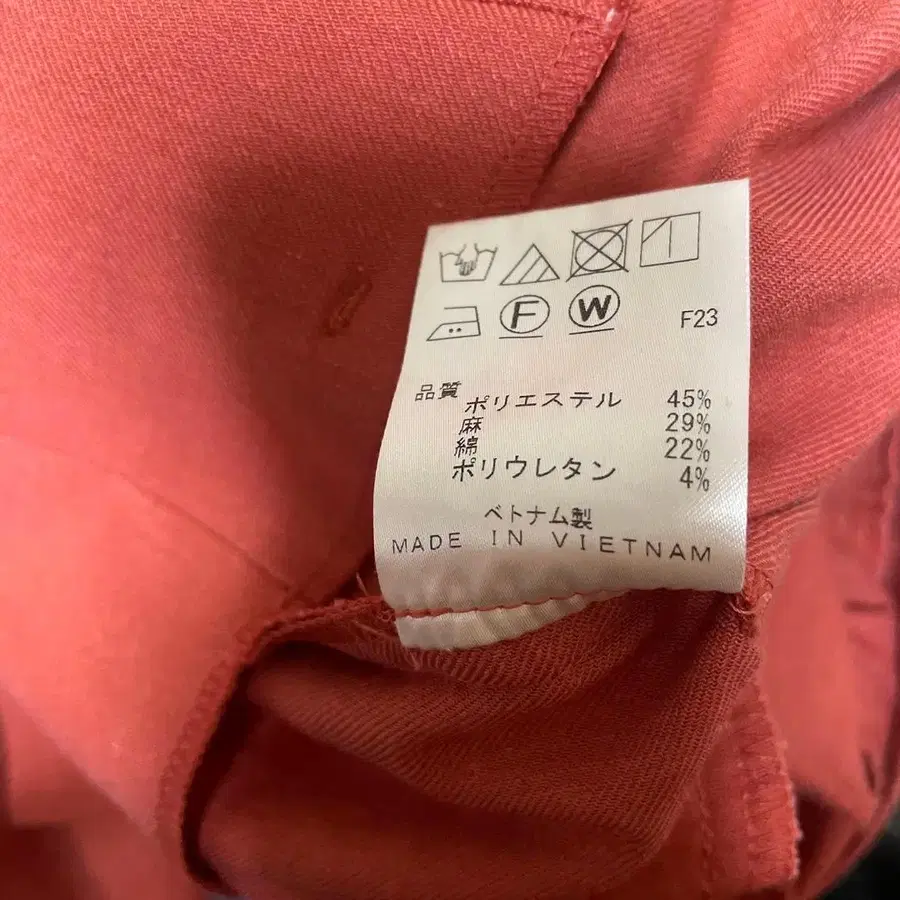 F W F23
品質
ポリエステル 45%
麻 29%
綿 22%
ポリウレタン 4%
ベトナム製
MADE IN VIETNAM